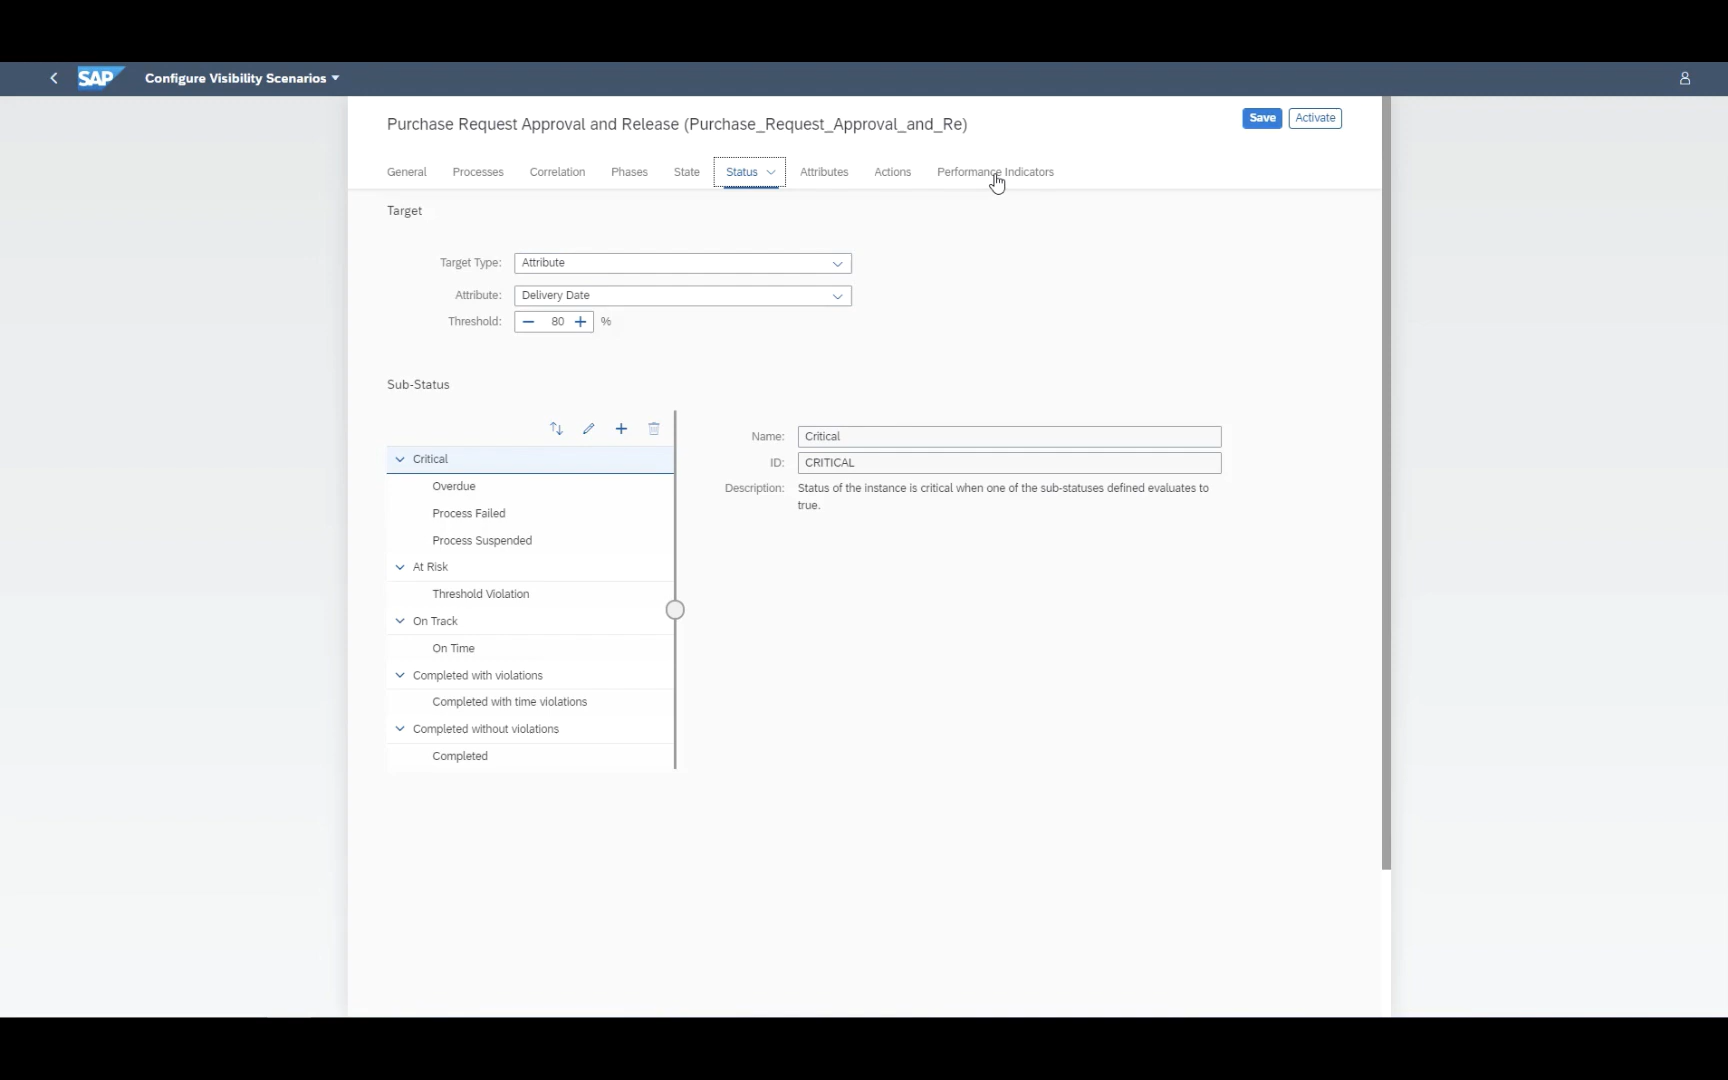 SAP Configure Visibility Scenarios
Purchase Request Approval and Release (Purchase_Request_Approval_and_Re)
Save Activate
General Processes Correlation Phases State Status Attributes Actions Performance Indicators
Target
Target Type: Attribute
Attribute: Delivery Date
Threshold: 80 %
Sub-Status
Critical
Overdue
Process Failed
Process Suspended
At Risk
Threshold Violation
On Track
On Time
Completed with violations
Completed with time violations
Completed without violations
Completed
Name: Critical
ID: CRITICAL
Description: Status of the instance is critical when one of the sub-statuses defined evaluates to
true.